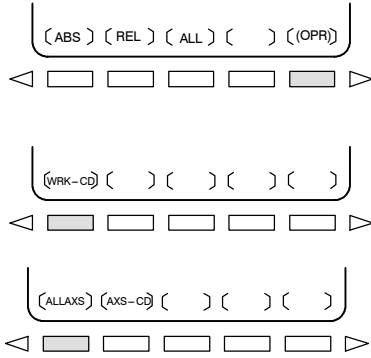 (ABS) (REL) (ALL) ( ) ((OPR))
(WRK-CD) ( ) ( ) ( ) ( )
(ALLAXS) (AXS-CD) ( ) ( ) ( )